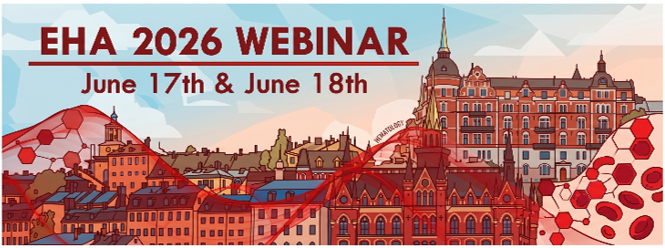 EHA 2026 WEBINAR
June 17th & June 18th
HEMATOLOGY